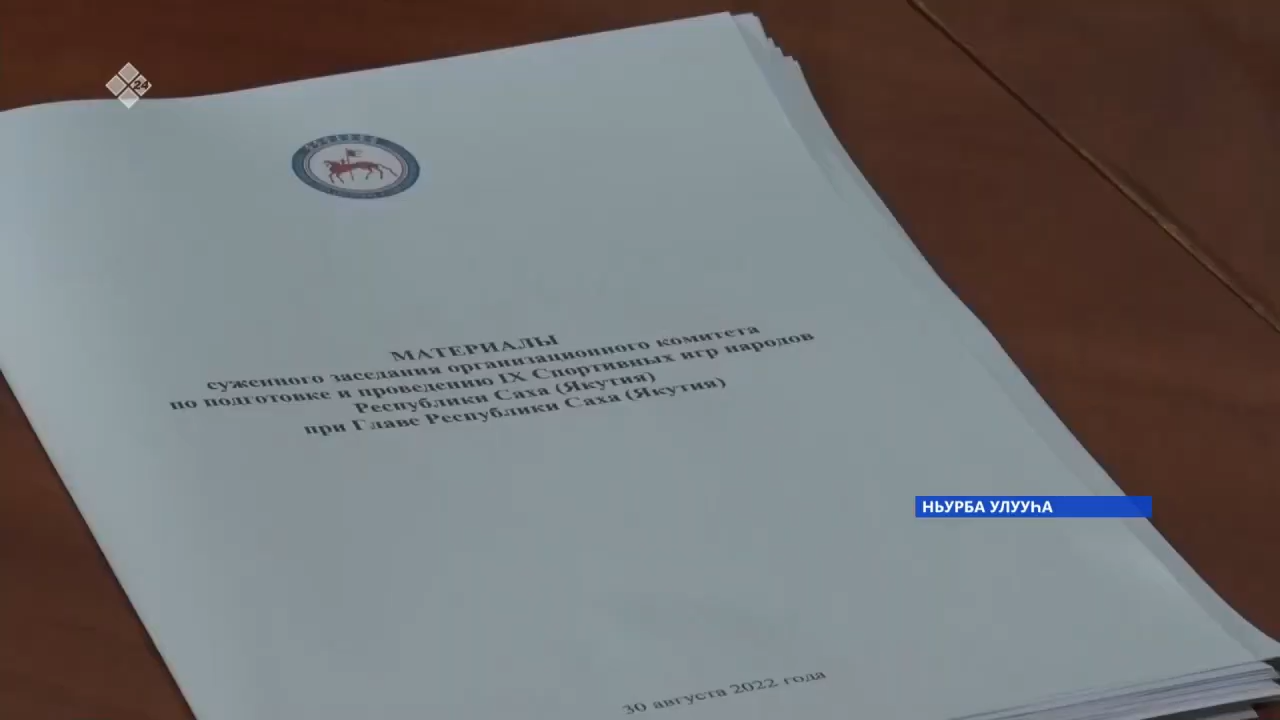 24
МАТЕРИАЛЫ
суженного заседания организационного комитета
по подготовке и проведению IX Спортивных игр народов
Республики Саха (Якутия)
при Главе Республики Саха (Якутия)
НЬУРБА УЛУУҺА
30 августа 2022 года